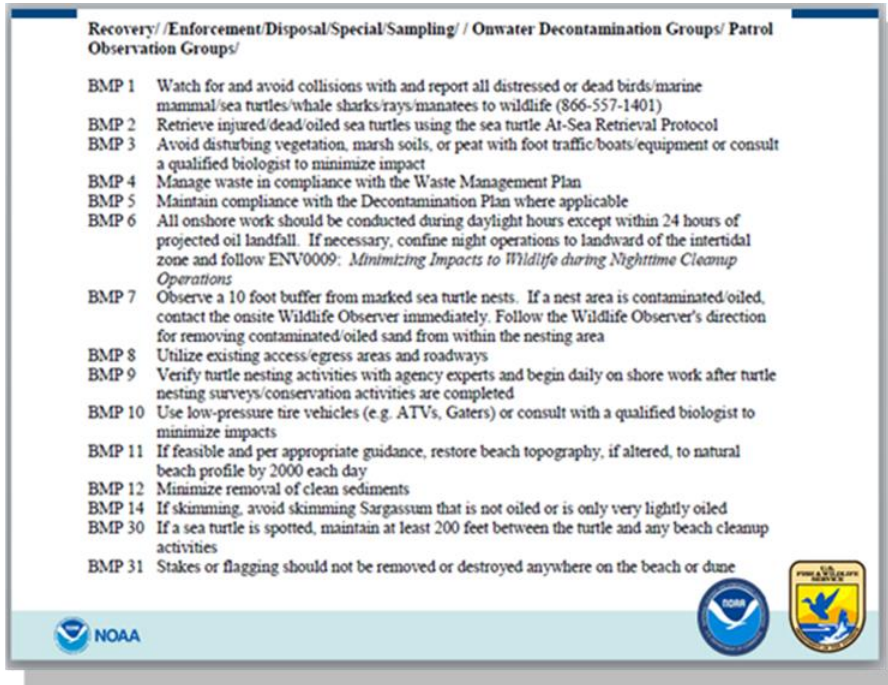 Recovery/ /Enforcement/Disposal/Special/Sampling/ / Onwater Decontamination Groups/ Patrol
Observation Groups/
BMP 1 Watch for and avoid collisions with and report all distressed or dead birds/marine
mammal/sea turtles/whale sharks/rays/manatees to wildlife (866-557-1401)
BMP 2 Retrieve injured/dead/oiled sea turtles using the sea turtle At-Sea Retrieval Protocol
BMP 3 Avoid disturbing vegetation, marsh soils, or peat with foot traffic/boats/equipment or consult
a qualified biologist to minimize impact
BMP 4 Manage waste in compliance with the Waste Management Plan
BMP 5 Maintain compliance with the Decontamination Plan where applicable
BMP 6 All onshore work should be conducted during daylight hours except within 24 hours of
projected oil landfall. If necessary, confine night operations to landward of the intertidal
zone and follow ENV0009: Minimizing Impacts to Wildlife during Nighttime Cleanup
Operations
BMP 7 Observe a 10 foot buffer from marked sea turtle nests. If a nest area is contaminated/oiled,
contact the onsite Wildlife Observer immediately. Follow the Wildlife Observer's direction
for removing contaminated/oiled sand from within the nesting area
BMP 8 Utilize existing access/egress areas and roadways
BMP 9 Verify turtle nesting activities with agency experts and begin daily on shore work after turtle
nesting surveys/conservation activities are completed
BMP 10 Use low-pressure tire vehicles (e.g. ATVs, Gaters) or consult with a qualified biologist to
minimize impacts
BMP 11 If feasible and per appropriate guidance, restore beach topography, if altered, to natural
beach profile by 2000 each day
BMP 12 Minimize removal of clean sediments
BMP 14 If skimming, avoid skimming Sargassum that is not oiled or is only very lightly oiled
BMP 30 If a sea turtle is spotted, maintain at least 200 feet between the turtle and any beach cleanup
activities
BMP 31 Stakes or flagging should not be removed or destroyed anywhere on the beach or dune
NOAA
NOAA
U.S.
FISH & WILDLIFE
SERVICE